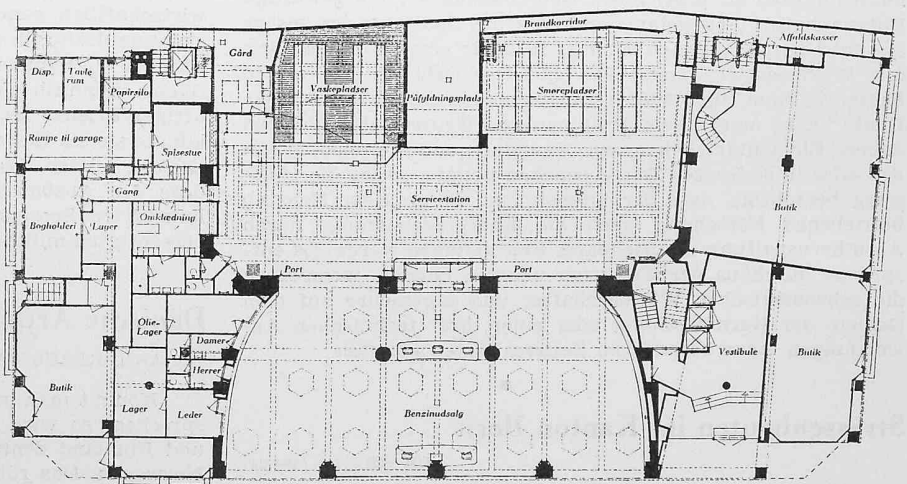 Brandkorridor
Affaldskasser
Gård
Disp.
Tavle
rum
Papirsilo
Vaskepladser
Påfyldningsplads
Smørepladser
Rampe til garage
Spisestue
Gang
Servicestation
Butik
Bogholderi
Lager
Omklædning
Port
Port
Olie-
Lager
Damer
Herrer
Vestibule
Butik
Butik
Lager
Leder
Benzinudsalg